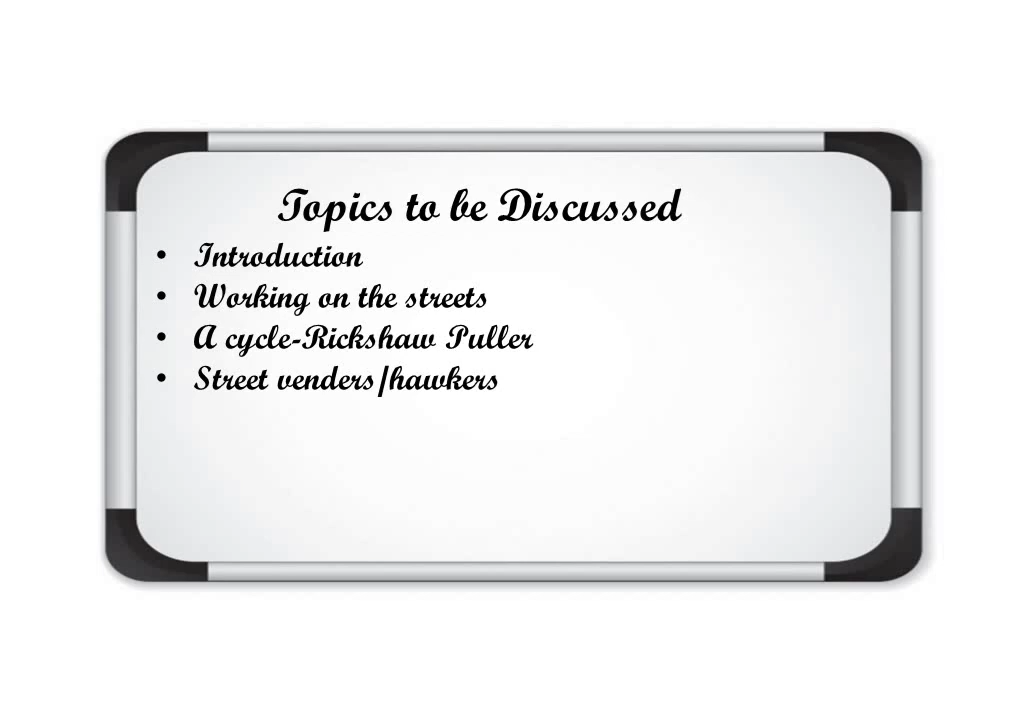 Topics to be Discussed
• Introduction
• Working on the streets
• A cycle-Rickshaw Puller
• Street venders/hawkers